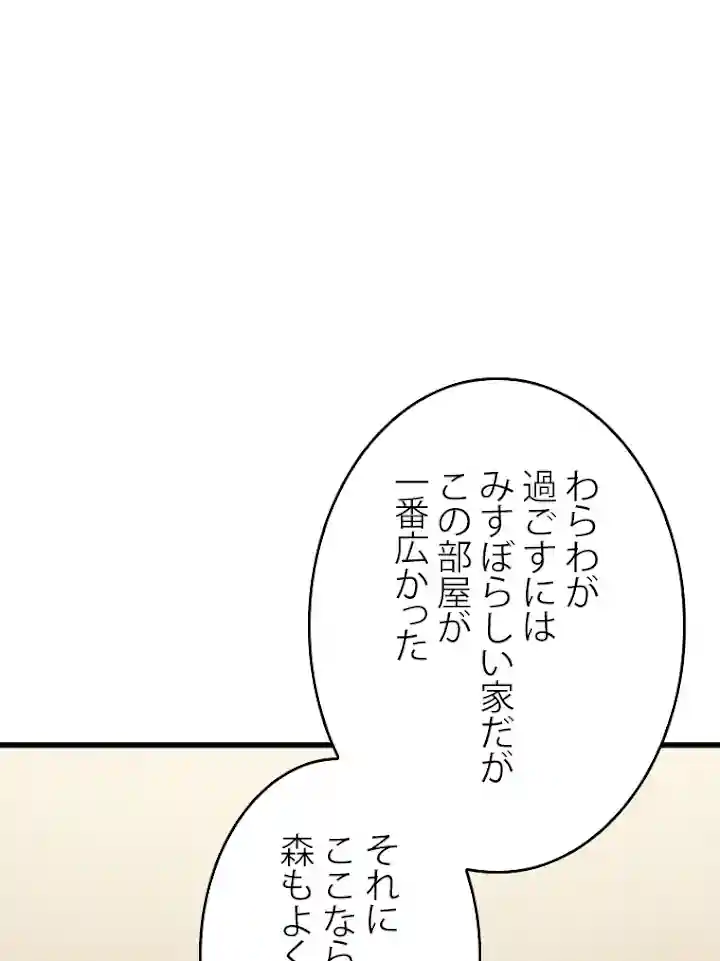 わらわが
過ごすには
みすぼらしい家だが
この部屋が
一番広かった
それに
ここなら
森もよく